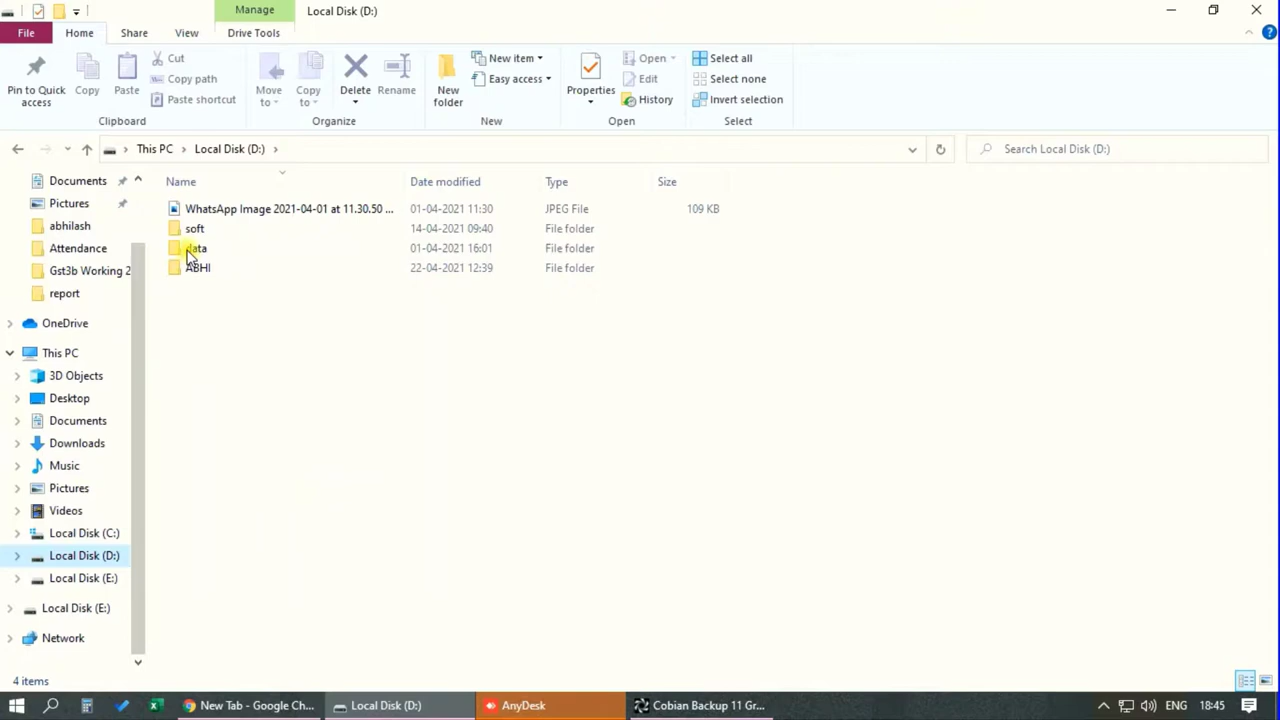 Manage
Local Disk (D:)
File
Home
Share
View
Drive Tools
Pin to Quick access
Copy
Paste
Cut
Copy path
Paste shortcut
Clipboard
Move to
Copy to
Delete
Rename
Organize
New folder
New item
Easy access
New
Properties
Open
Edit
History
Open
Select all
Select none
Invert selection
Select
This PC
Local Disk (D:)
Search Local Disk (D:)
Name
Date modified
Type
Size
WhatsApp Image 2021-04-01 at 11.30.50 ...
01-04-2021 11:30
JPEG File
109 KB
soft
14-04-2021 09:40
File folder
data
01-04-2021 16:01
File folder
ABHI
22-04-2021 12:39
File folder
Documents
Pictures
abhilash
Attendance
Gst3b Working 2
report
OneDrive
This PC
3D Objects
Desktop
Documents
Downloads
Music
Pictures
Videos
Local Disk (C:)
Local Disk (D:)
Local Disk (E:)
Local Disk (E:)
Network
4 items
New Tab - Google Ch...
Local Disk (D:)
AnyDesk
Cobian Backup 11 Gr...
ENG
18:45